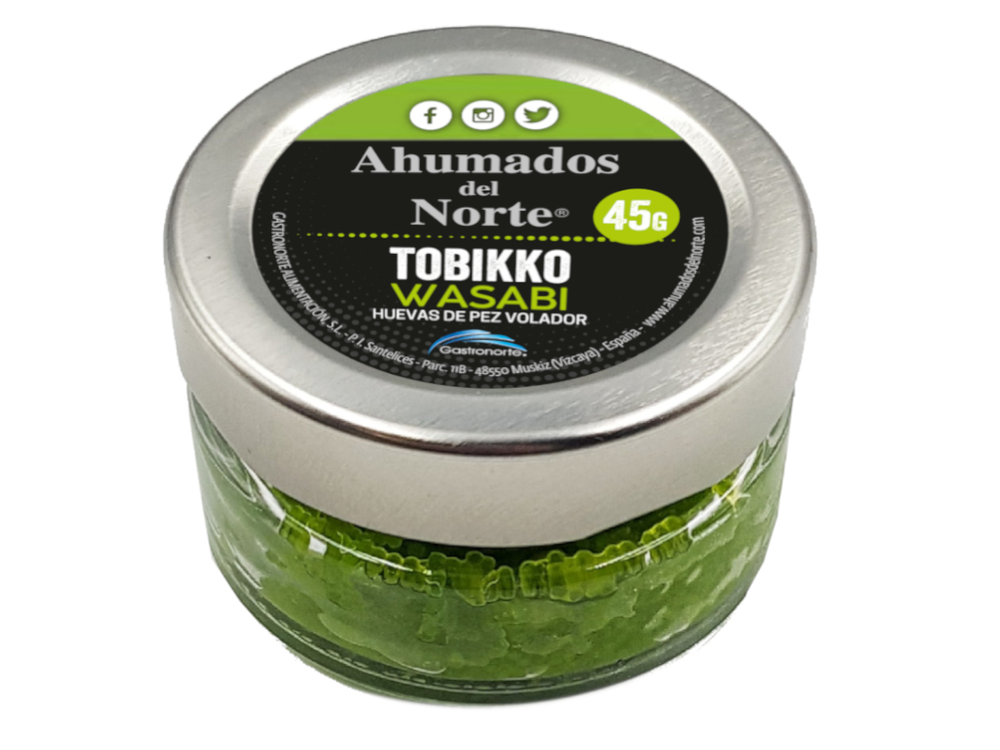 Ahumados
del
Norte®
45G
TOBIKKO
WASABI
HUEVAS DE PEZ VOLADOR
Gastronorte.
GASTRONORTE ALIMENTACIÓN, S.L. - P. I. Santelices - Parc. 11B - 48550 Muskiz (Vizcaya) - España - www.ahumadosdelnorte.com